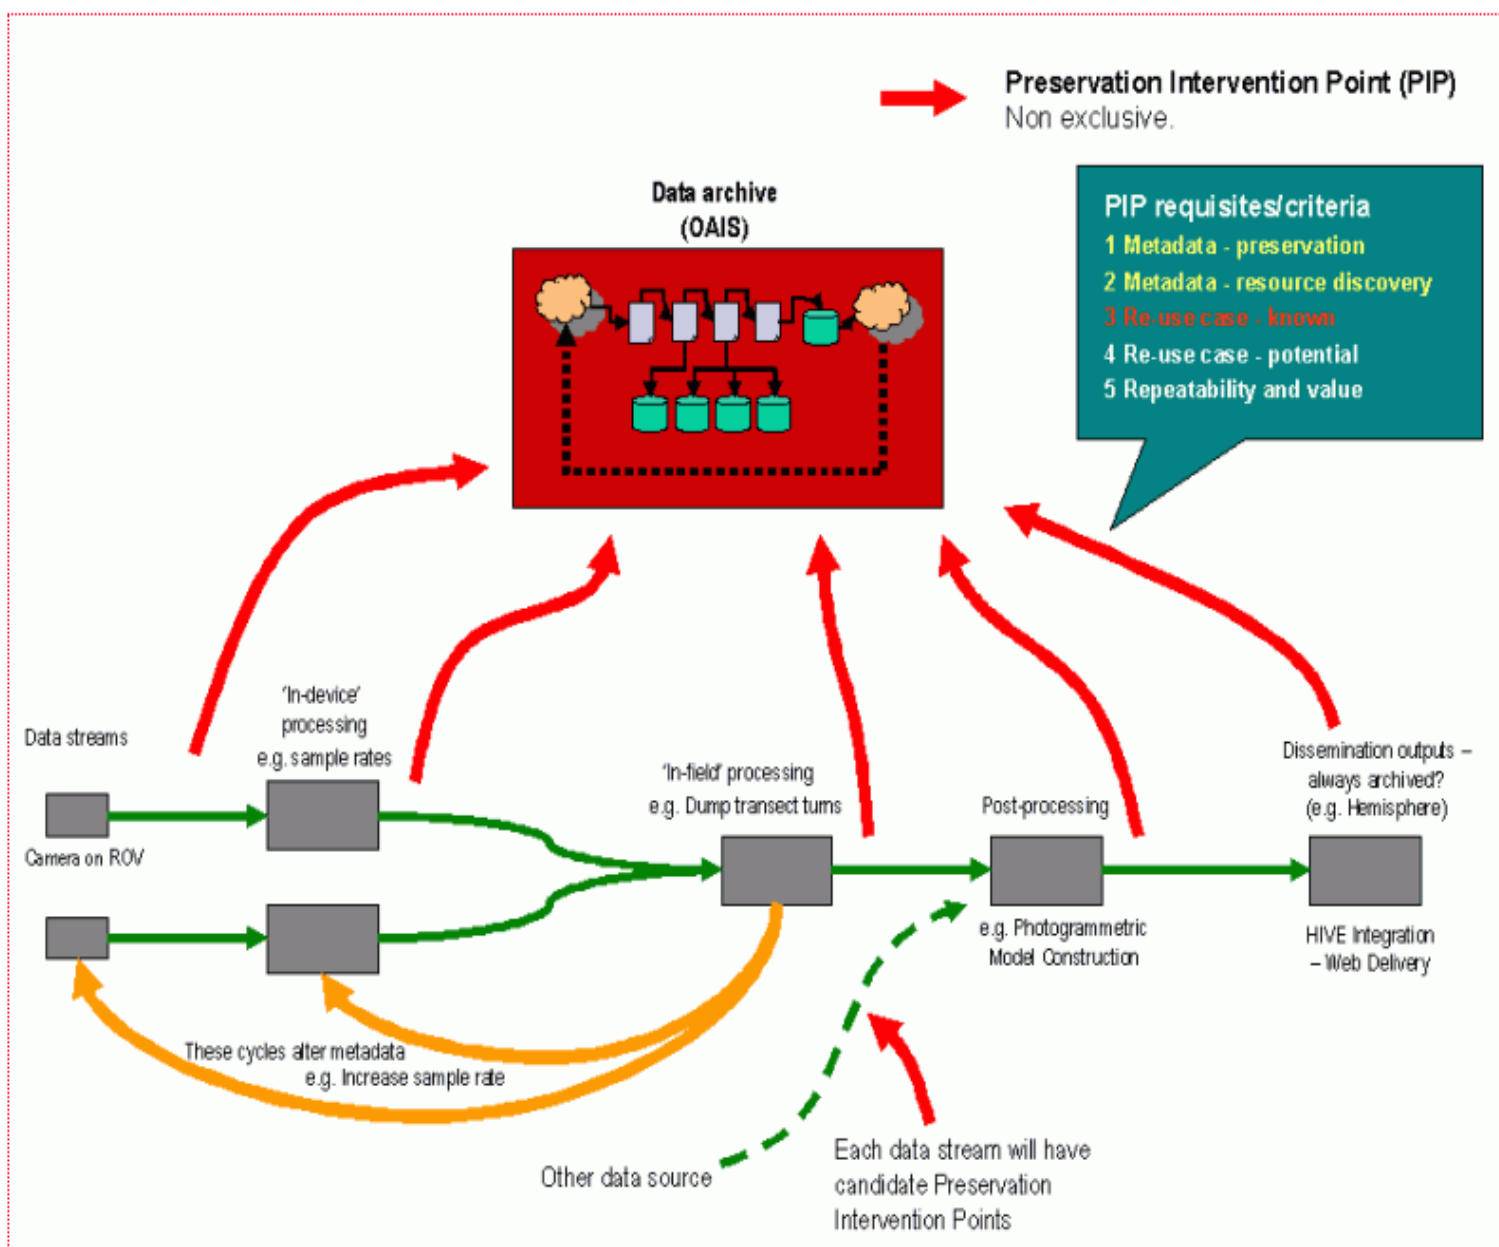 Preservation Intervention Point (PIP)
Non exclusive.
Data archive
(OAIS)
PIP requisites/criteria
1 Metadata - preservation
2 Metadata - resource discovery
3 Re-use case - known
4 Re-use case - potential
5 Repeatability and value
Data streams
'In-device'
processing
e.g. sample rates
Camera on ROV
'In-field' processing
e.g. Dump transect turns
Post-processing
e.g. Photogrammetric
Model Construction
Dissemination outputs –
always archived?
(e.g. Hemisphere)
HIVE Integration
– Web Delivery
These cycles alter metadata
e.g. Increase sample rate
Other data source
Each data stream will have
candidate Preservation
Intervention Points